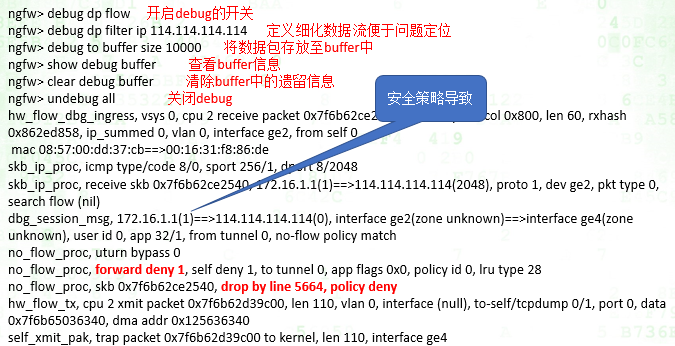 ngfw> debug dp flow 开启debug的开关
ngfw> debug dp filter ip 114.114.114.114 定义细化数据流便于问题定位
ngfw> debug to buffer size 10000 将数据包存放至buffer中
ngfw> show debug buffer 查看buffer信息
ngfw> clear debug buffer 清除buffer中的遗留信息
ngfw> undebug all 关闭debug
安全策略导致
hw_flow_dbg_ingress, vsys 0, cpu 2 receive packet 0x7f6b62ce2 col 0x800, len 60, rxhash
0x862ed858, ip_summed 0, vlan 0, interface ge2, from self 0
mac 08:57:00:dd:37:cb==>00:16:31:f8:86:de
skb_ip_proc, icmp type/code 8/0, sport 256/1, dport 8/2048
skb_ip_proc, receive skb 0x7f6b62ce2540, 172.16.1.1(1)==>114.114.114.114(2048), proto 1, dev ge2, pkt type 0,
search flow (nil)
dbg_session_msg, 172.16.1.1(1)==>114.114.114.114(0), interface ge2(zone unknown)==>interface ge4(zone
unknown), user id 0, app 32/1, from tunnel 0, no-flow policy match
no_flow_proc, uturn bypass 0
no_flow_proc, forward deny 1, self deny 1, to tunnel 0, app flags 0x0, policy id 0, lru type 28
no_flow_proc, skb 0x7f6b62ce2540, drop by line 5664, policy deny
hw_flow_tx, cpu 2 xmit packet 0x7f6b62d39c00, len 110, vlan 0, interface (null), to-self/tcpdump 0/1, port 0, data
0x7f6b65036340, dma addr 0x125636340
self_xmit_pak, trap packet 0x7f6b62d39c00 to kernel, len 110, interface ge4